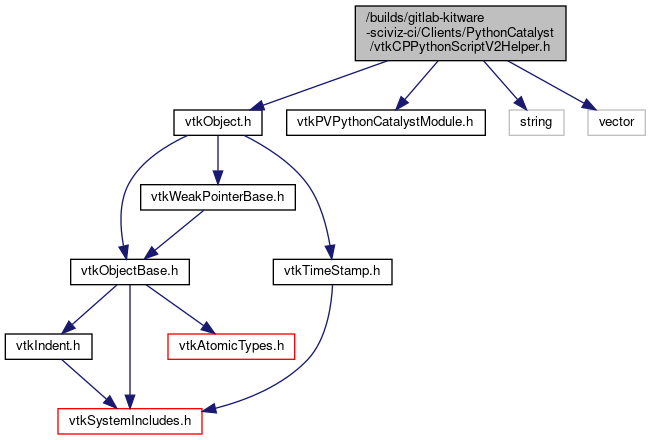 /builds/gitlab-kitware
-sciviz-ci/Clients/PythonCatalyst
/vtkCPPythonScriptV2Helper.h
vtkObject.h
vtkPVPythonCatalystModule.h
string
vector
vtkWeakPointerBase.h
vtkObjectBase.h
vtkTimeStamp.h
vtkIndent.h
vtkAtomicTypes.h
vtkSystemIncludes.h